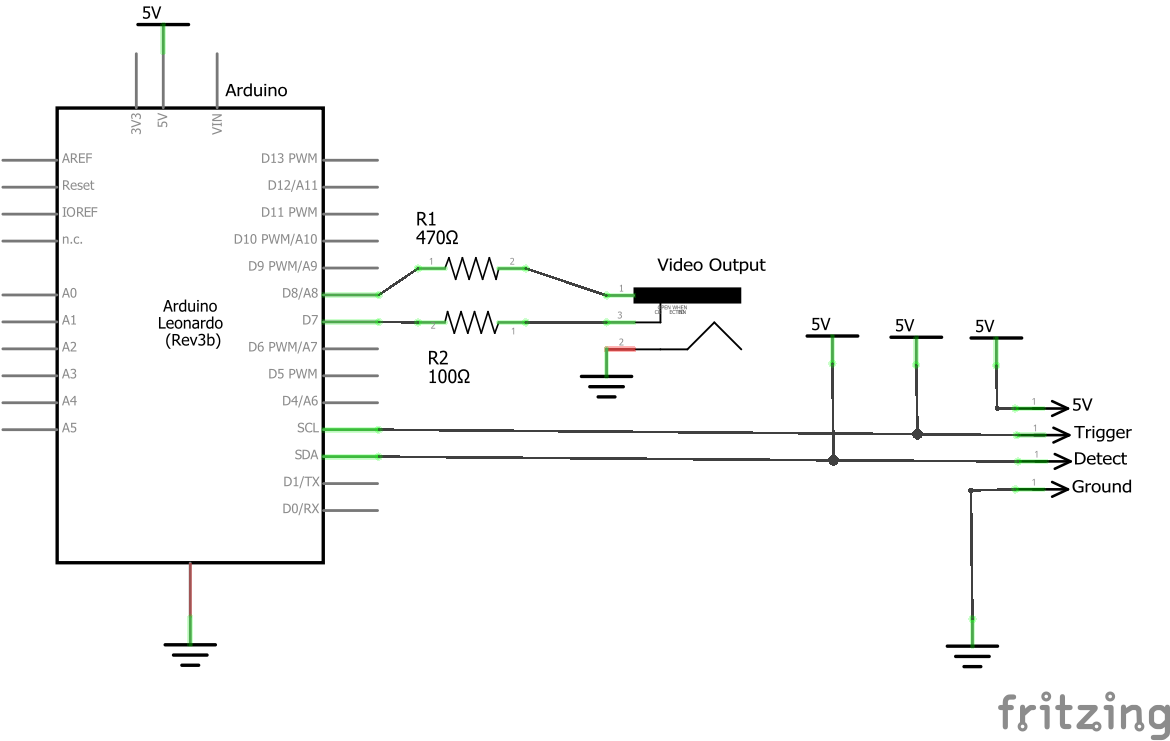 5V
Arduino
3V3
5V
VIN
AREF
D13 PWM
Reset
D12/A11
IOREF
D11 PWM
n.c.
D10 PWM/A10
D9 PWM/A9
A0
D8/A8
A1
D7
A2
D6 PWM/A7
A3
D5 PWM
A4
D4/A6
A5
SCL
SDA
D1/TX
D0/RX
Arduino
Leonardo
(Rev3b)
R1
470Ω
1
2
2
1
R2
100Ω
Video Output
1
3
2
5V
5V
5V
1
5V
1
Trigger
1
Detect
1
Ground
fritzing